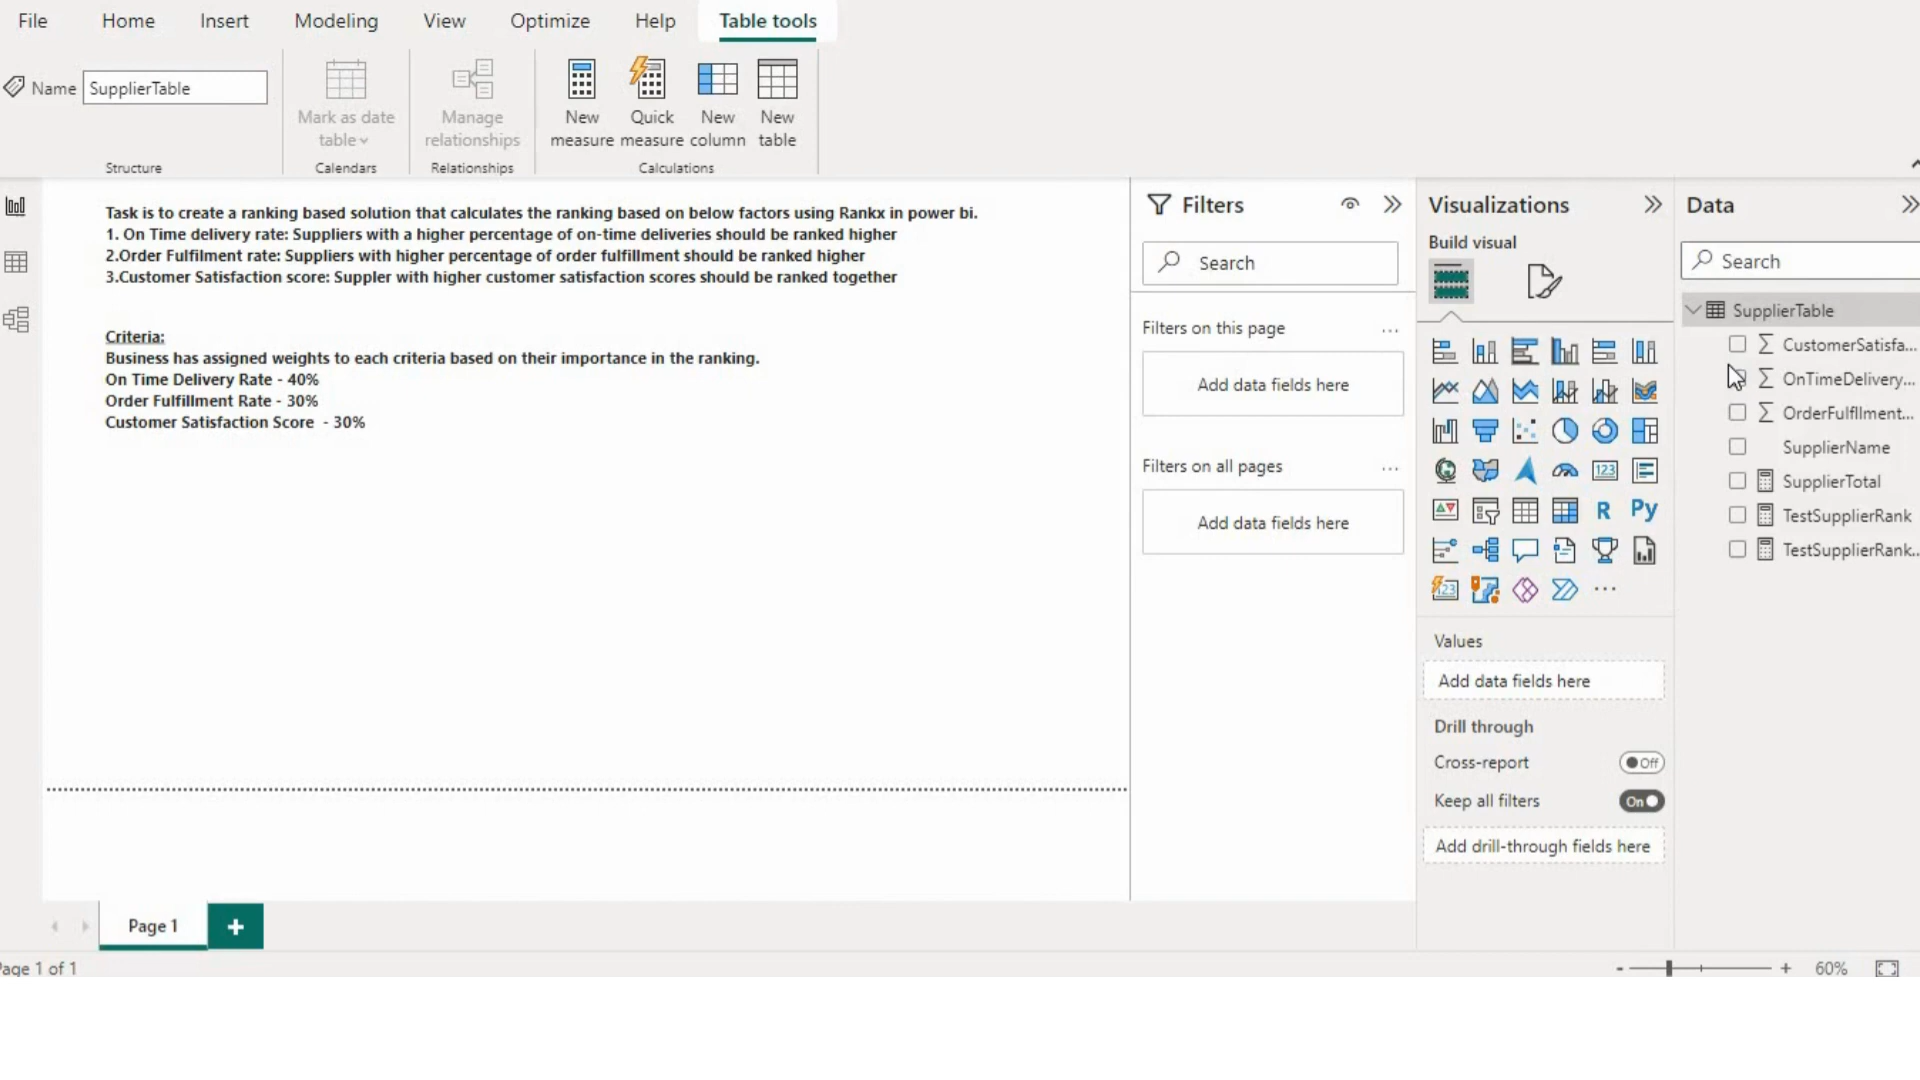 File Home Insert Modeling View Optimize Help Table tools
Name SupplierTable
Mark as date table
Manage relationships
New measure
Quick measure
New column
New table
Structure Calendars Relationships Calculations
Task is to create a ranking based solution that calculates the ranking based on below factors using Rankx in power bi.
1. On Time delivery rate: Suppliers with a higher percentage of on-time deliveries should be ranked higher
2.Order Fulfilment rate: Suppliers with higher percentage of order fulfillment should be ranked higher
3.Customer Satisfaction score: Suppler with higher customer satisfaction scores should be ranked together
Criteria:
Business has assigned weights to each criteria based on their importance in the ranking.
On Time Delivery Rate - 40%
Order Fulfillment Rate - 30%
Customer Satisfaction Score - 30%
Filters
Search
Filters on this page
...
Add data fields here
Filters on all pages
...
Add data fields here
Visualizations
Build visual
123
R
Py
123
...
Values
Add data fields here
Drill through
Cross-report
Off
Keep all filters
On
Add drill-through fields here
Data
Search
SupplierTable
CustomerSatisfa...
OnTimeDelivery...
OrderFulfllment...
SupplierName
SupplierTotal
TestSupplierRank
TestSupplierRank...
Page 1
+
Page 1 of 1
- + 60%